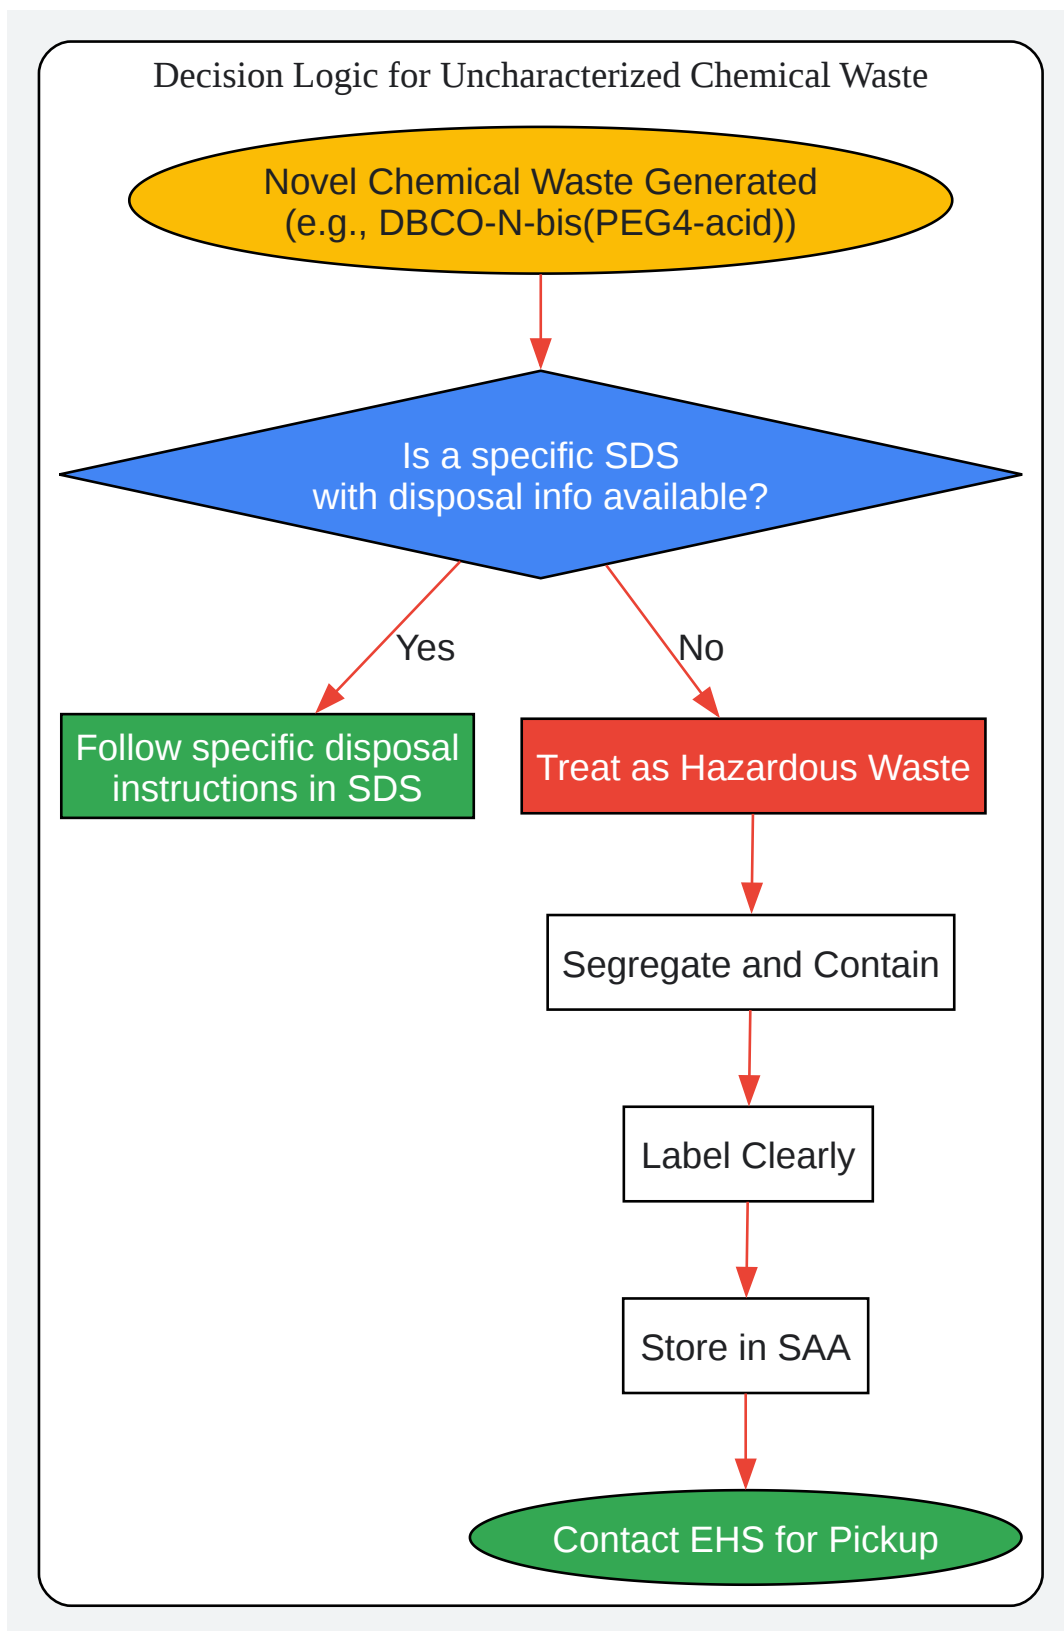 Decision Logic for Uncharacterized Chemical Waste
Novel Chemical Waste Generated
(e.g., DBCO-N-bis(PEG4-acid))
Is a specific SDS
with disposal info available?
Yes
No
Follow specific disposal
instructions in SDS
Treat as Hazardous Waste
Segregate and Contain
Label Clearly
Store in SAA
Contact EHS for Pickup